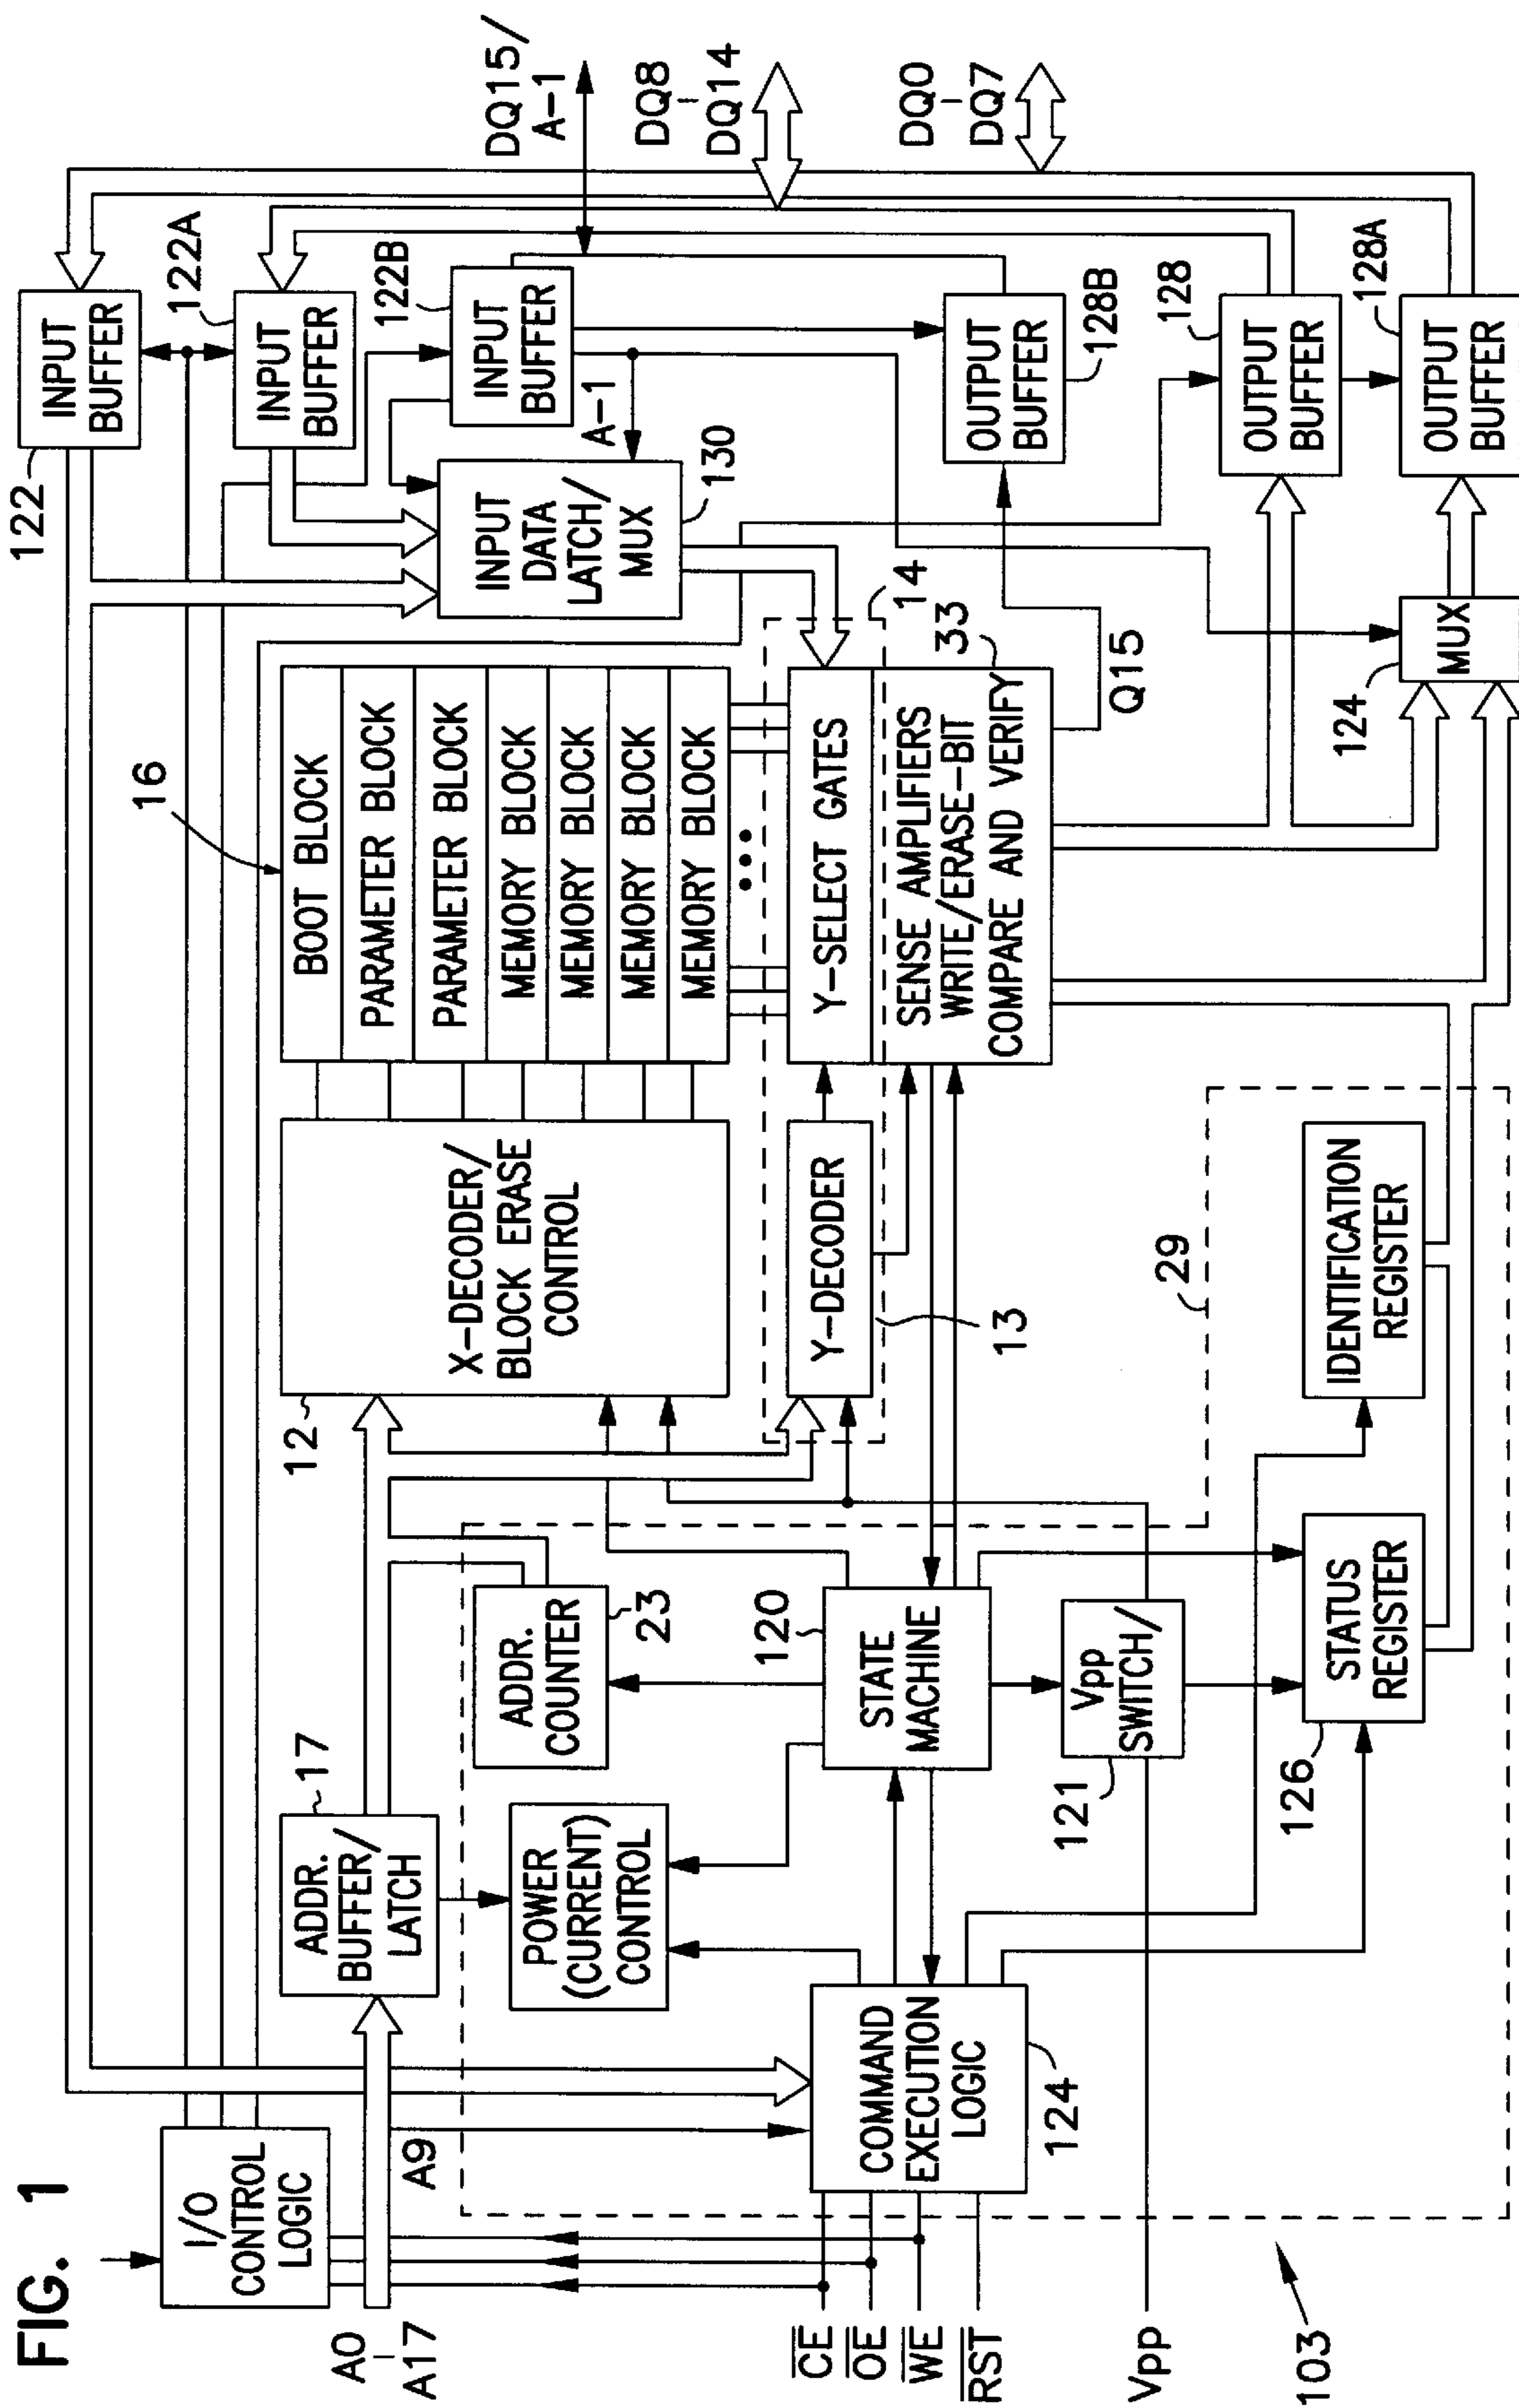 FIG. 1
I/O
CONTROL
LOGIC
A0
A17
A9
ADDR.
BUFFER/
LATCH
17
POWER
(CURRENT)
CONTROL
ADDR.
COUNTER
23
X-DECODER/
BLOCK ERASE
CONTROL
12
16
BOOT BLOCK
PARAMETER BLOCK
PARAMETER BLOCK
MEMORY BLOCK
MEMORY BLOCK
MEMORY BLOCK
MEMORY BLOCK
Y-DECODER
13
Y-SELECT GATES
14
SENSE AMPLIFIERS
WRITE/ERASE-BIT
COMPARE AND VERIFY
33
Q15
INPUT
BUFFER
122
INPUT
BUFFER
122A
INPUT
BUFFER
122B
INPUT
DATA
LATCH/
MUX
130
A-1
OUTPUT
BUFFER
128B
OUTPUT
BUFFER
128
OUTPUT
BUFFER
128A
MUX
124
DQ15/
A-1
DQ8
DQ14
DQ0
DQ7
CE
OE
WE
RST
Vpp
COMMAND
EXECUTION
LOGIC
124
STATE
MACHINE
120
Vpp
SWITCH/
121
STATUS
REGISTER
126
IDENTIFICATION
REGISTER
29
103